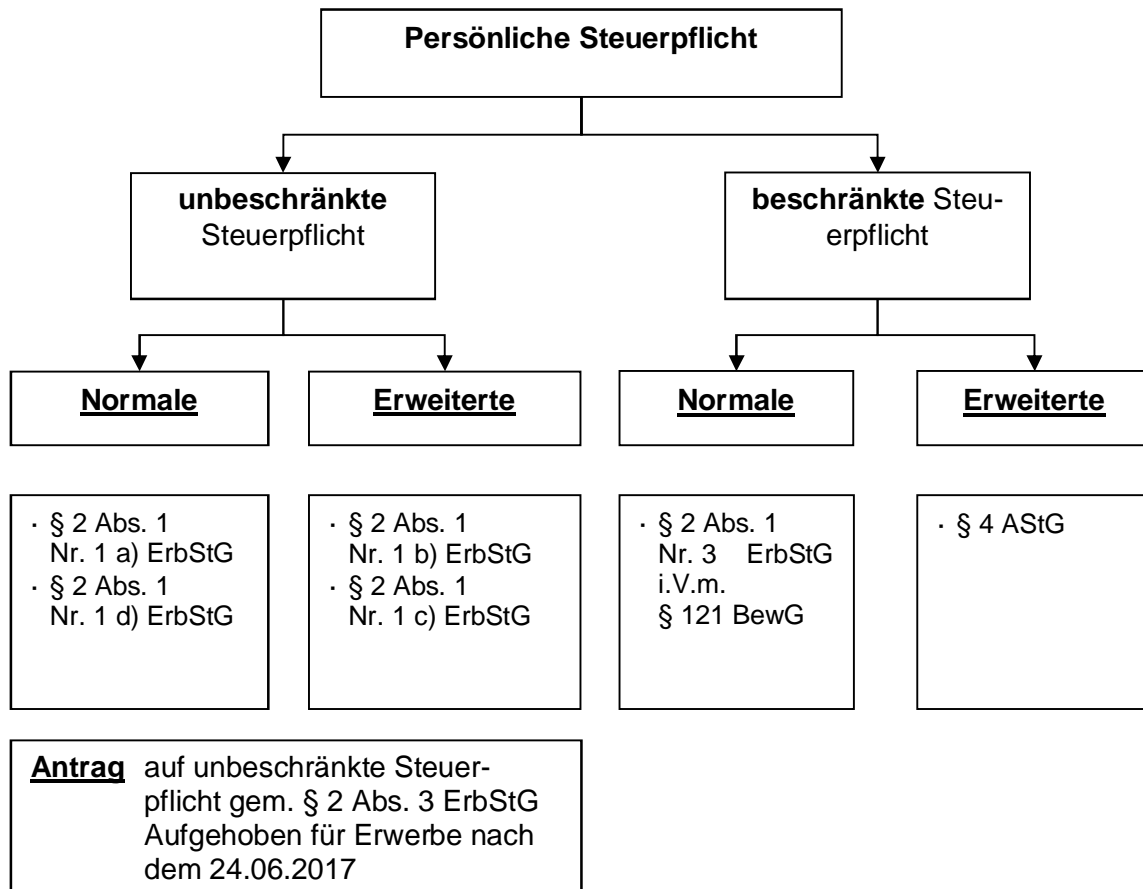 Persönliche Steuerpflicht
unbeschränkte
Steuerpflicht
beschränkte Steu-
erpflicht
Normale
Erweiterte
Normale
Erweiterte
· § 2 Abs. 1
Nr. 1 a) ErbStG
· § 2 Abs. 1
Nr. 1 d) ErbStG
· § 2 Abs. 1
Nr. 1 b) ErbStG
· § 2 Abs. 1
Nr. 1 c) ErbStG
· § 2 Abs. 1
Nr. 3 ErbStG
i.V.m.
§ 121 BewG
· § 4 AStG
Antrag auf unbeschränkte Steuer-
pflicht gem. § 2 Abs. 3 ErbStG
Aufgehoben für Erwerbe nach
dem 24.06.2017